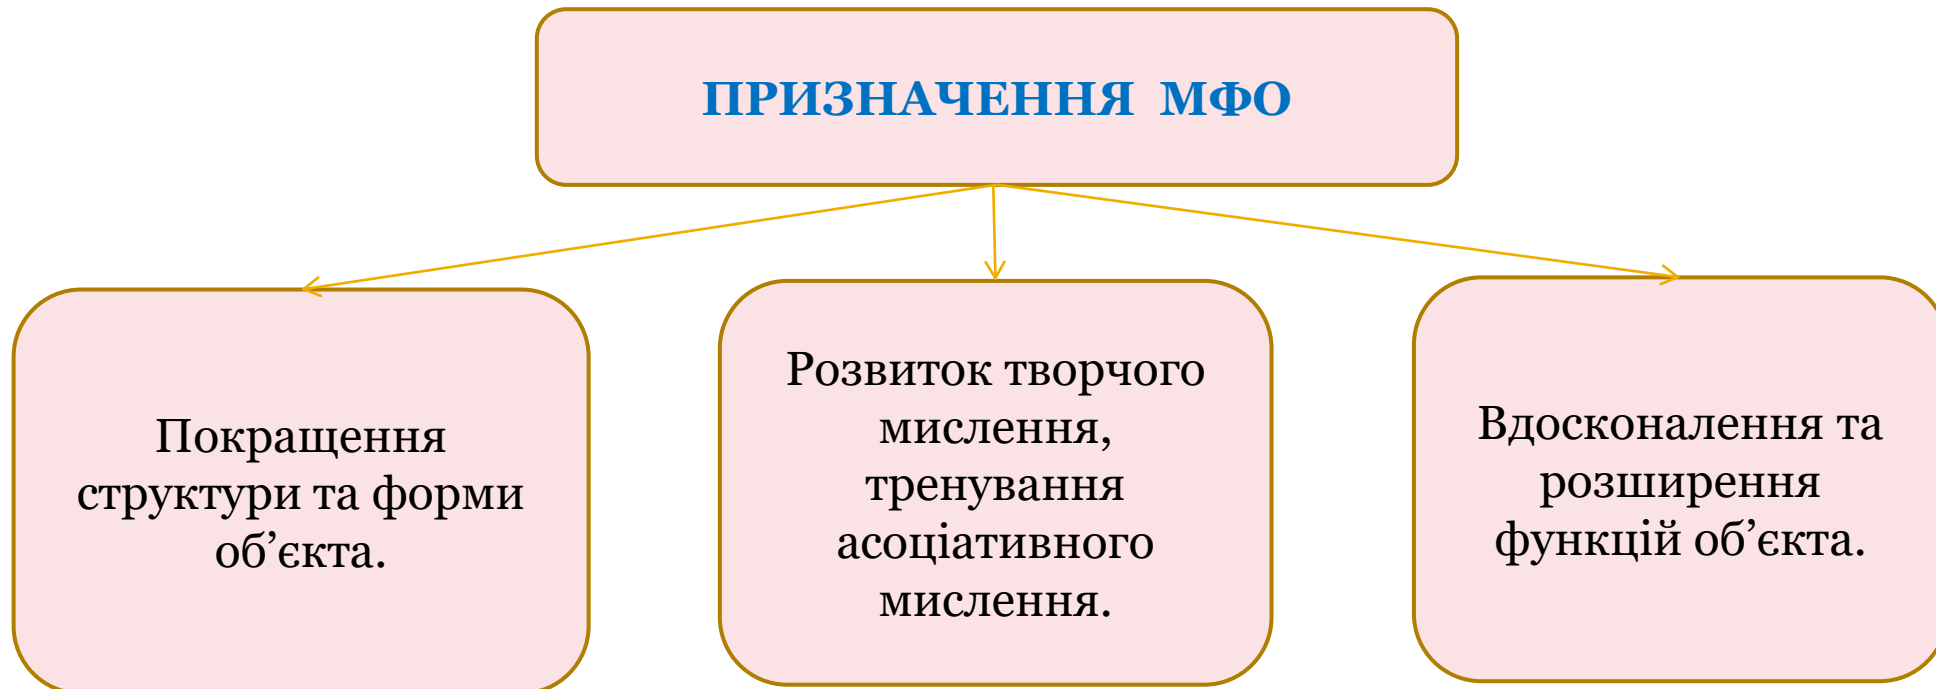 ПРИЗНАЧЕННЯ МФО
Покращення
структури та форми
об’єкта.
Розвиток творчого
мислення,
тренування
асоціативного
мислення.
Вдосконалення та
розширення
функцій об’єкта.